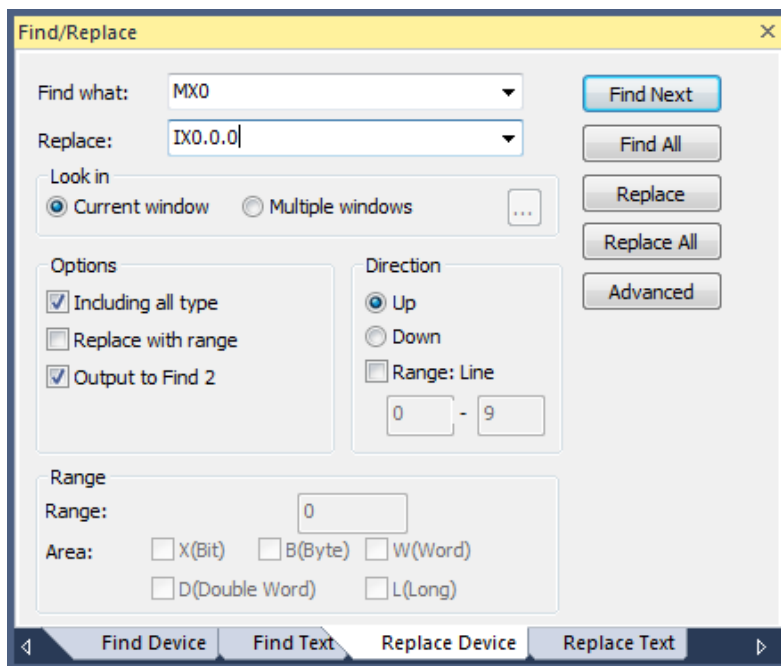 Find/Replace
Find what: MX0 Find Next
Replace: IX0.0.0 Find All
Look in
Current window Multiple windows ... Replace
Replace All
Options Direction Advanced
Including all type Up
Replace with range Down
Output to Find 2 Range: Line
0 - 9
Range
Range: 0
Area: X(Bit) B(Byte) W(Word)
D(Double Word) L(Long)
Find Device Find Text Replace Device Replace Text